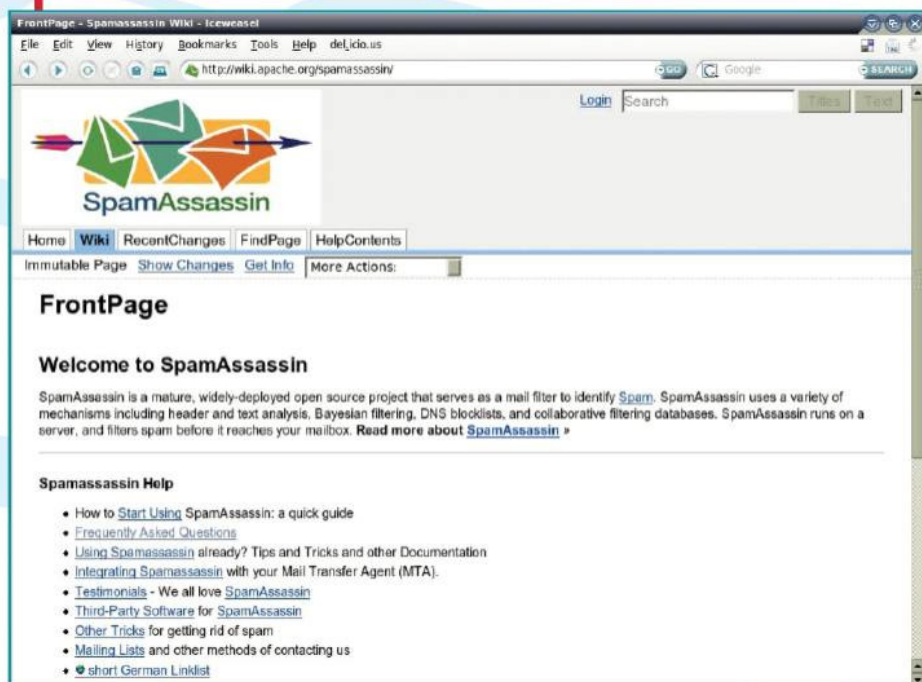 FrontPage - Spamassassin Wiki - Iceweasel
File Edit View History Bookmarks Tools Help del.icio.us
http://wiki.apache.org/spamassassin/ GO Google SEARCH
Login Search Titles Text
SpamAssassin
Home Wiki RecentChanges FindPage HelpContents
Immutable Page Show Changes Get Info More Actions:
FrontPage
Welcome to SpamAssassin
SpamAssassin is a mature, widely-deployed open source project that serves as a mail filter to identify Spam. SpamAssassin uses a variety of
mechanisms including header and text analysis, Bayesian filtering, DNS blocklists, and collaborative filtering databases. SpamAssassin runs on a
server, and filters spam before it reaches your mailbox. Read more about SpamAssassin »
Spamassassin Help
• How to Start Using SpamAssassin: a quick guide
• Frequently Asked Questions
• Using Spamassassin already? Tips and Tricks and other Documentation
• Integrating Spamassassin with your Mail Transfer Agent (MTA).
• Testimonials - We all love SpamAssassin
• Third-Party Software for SpamAssassin
• Other Tricks for getting rid of spam
• Mailing Lists and other methods of contacting us
• short German Linklist